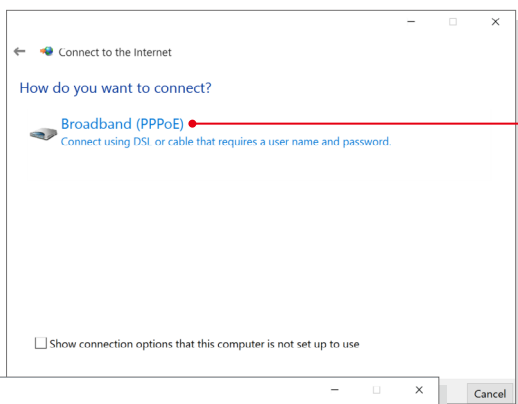 Connect to the Internet
How do you want to connect?
Broadband (PPPoE)
Connect using DSL or cable that requires a user name and password.
Show connection options that this computer is not set up to use
Cancel